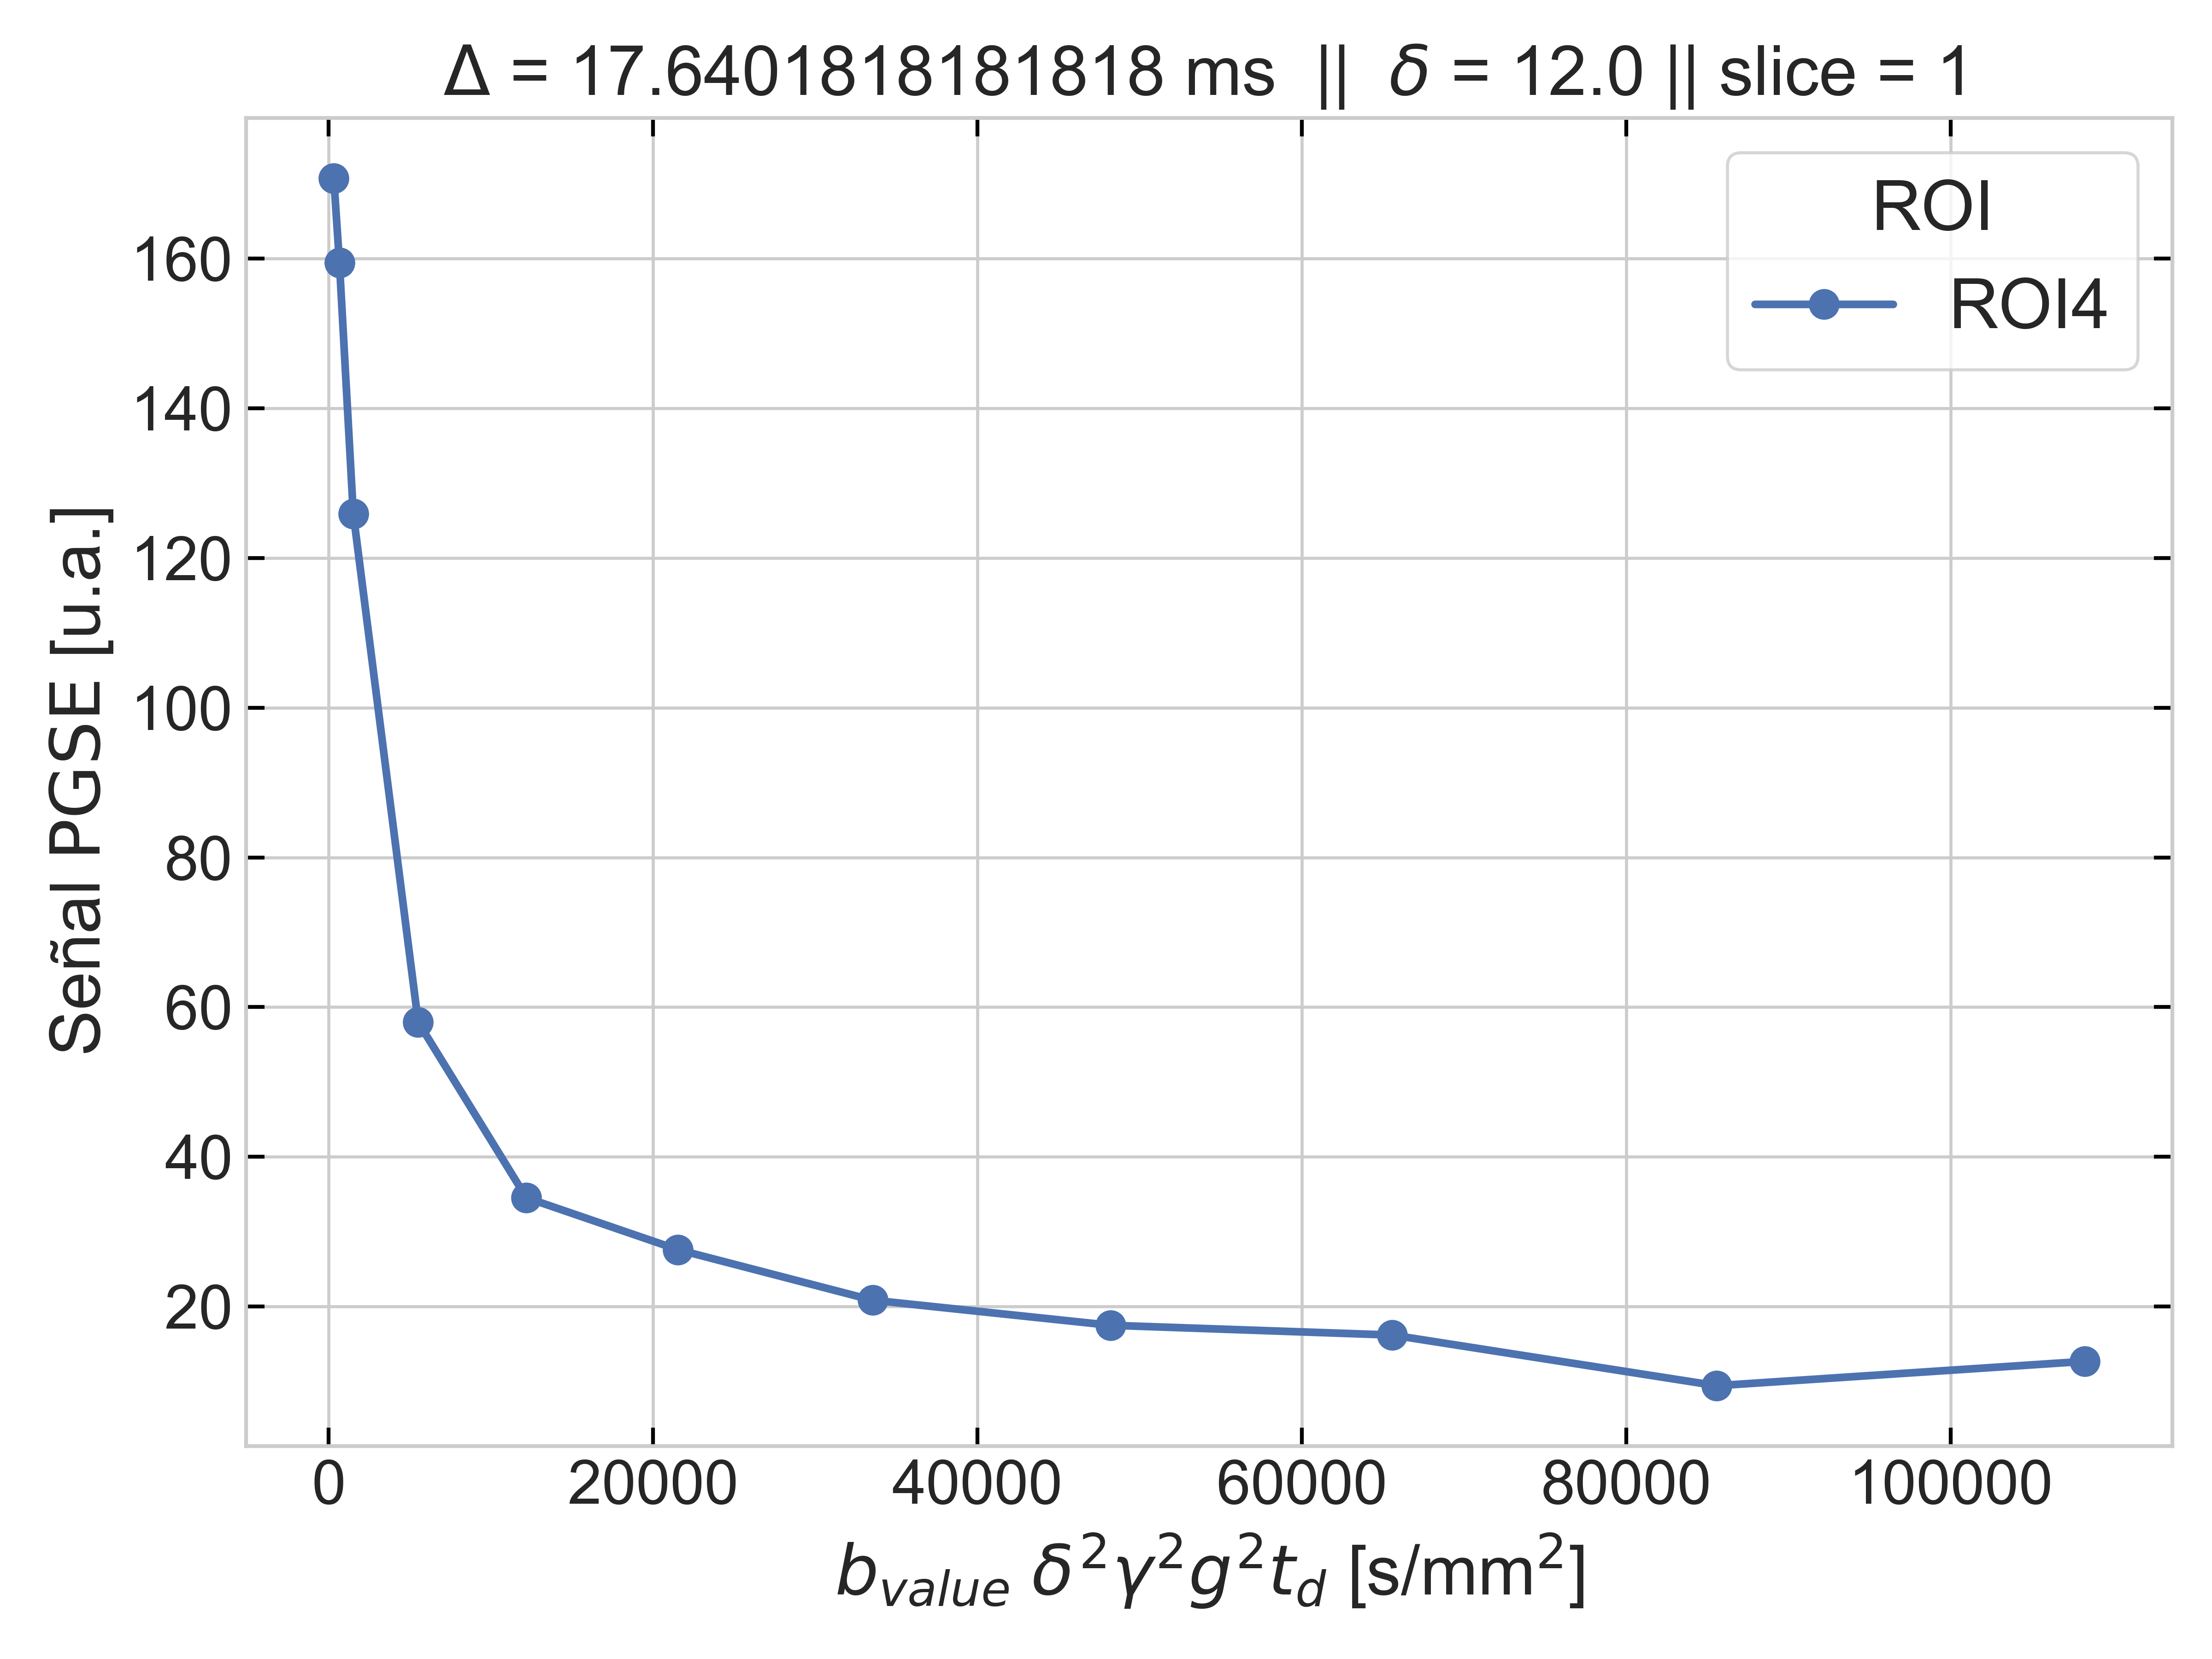 Δ = 17.64018181818181818 ms || δ = 12.0 || slice = 1
ROI
ROI4
160
140
120
100
80
60
40
20
Señal PGSE [u.a.]
0 20000 40000 60000 80000 100000
b_value δ²γ²g²t_d [s/mm²]